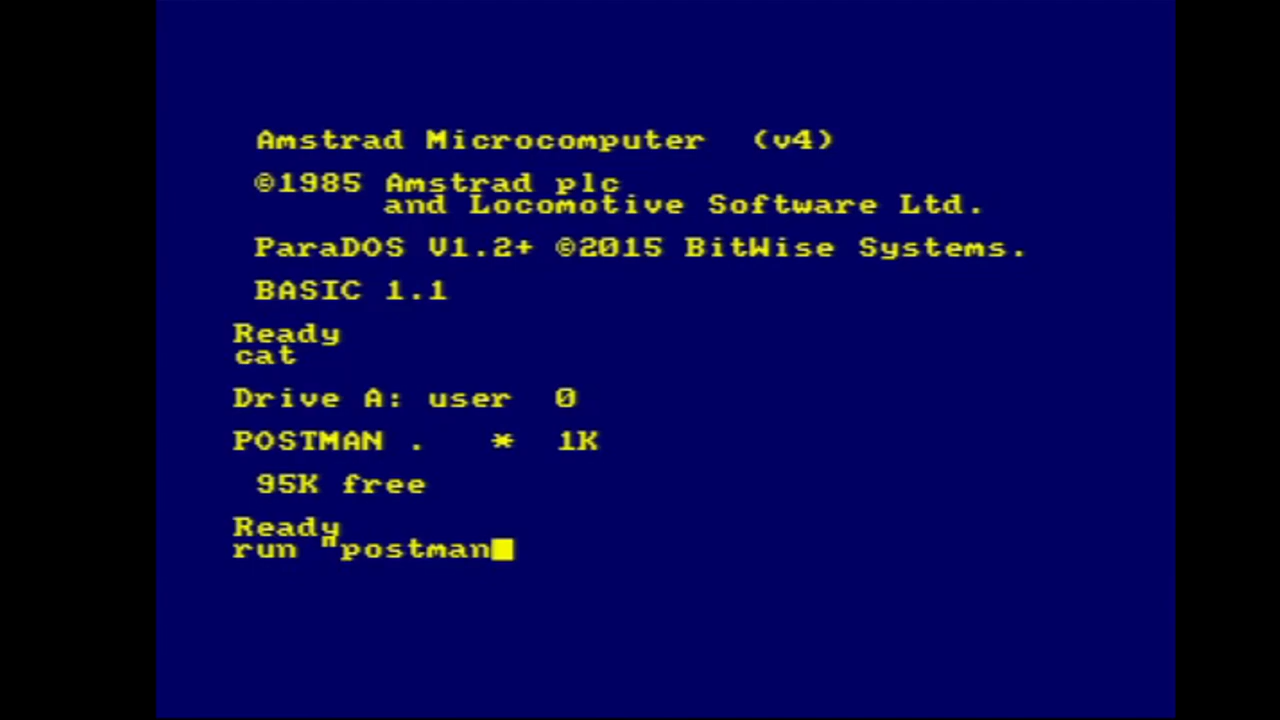 Amstrad Microcomputer (v4)
©1985 Amstrad plc
and Locomotive Software Ltd.
ParaDOS V1.2+ ©2015 BitWise Systems.
BASIC 1.1
Ready
cat
Drive A: user 0
POSTMAN . * 1K
95K free
Ready
run "postman